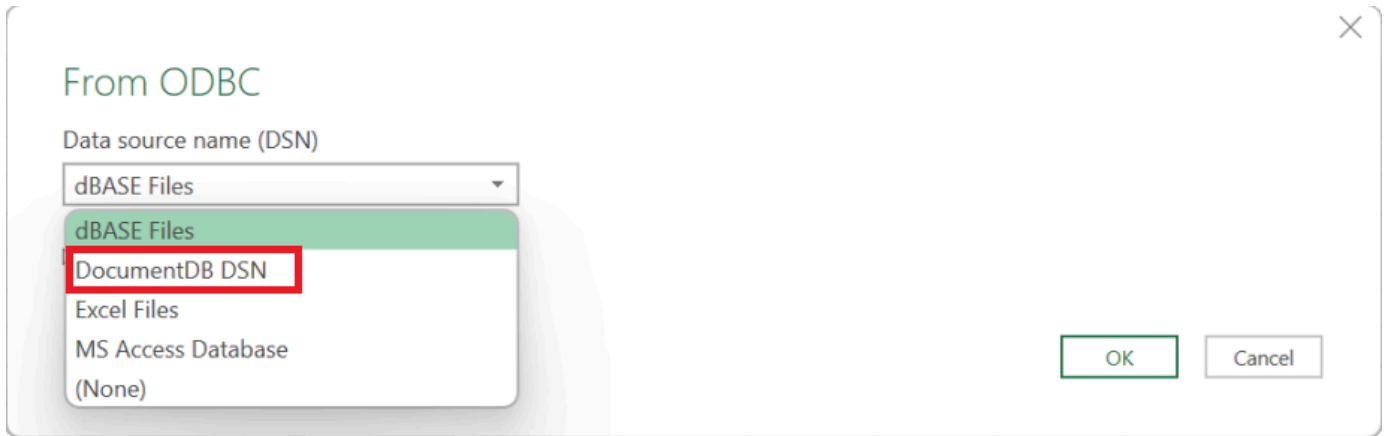 From ODBC
Data source name (DSN)
dBASE Files
dBASE Files
DocumentDB DSN
Excel Files
MS Access Database
(None)
OK Cancel